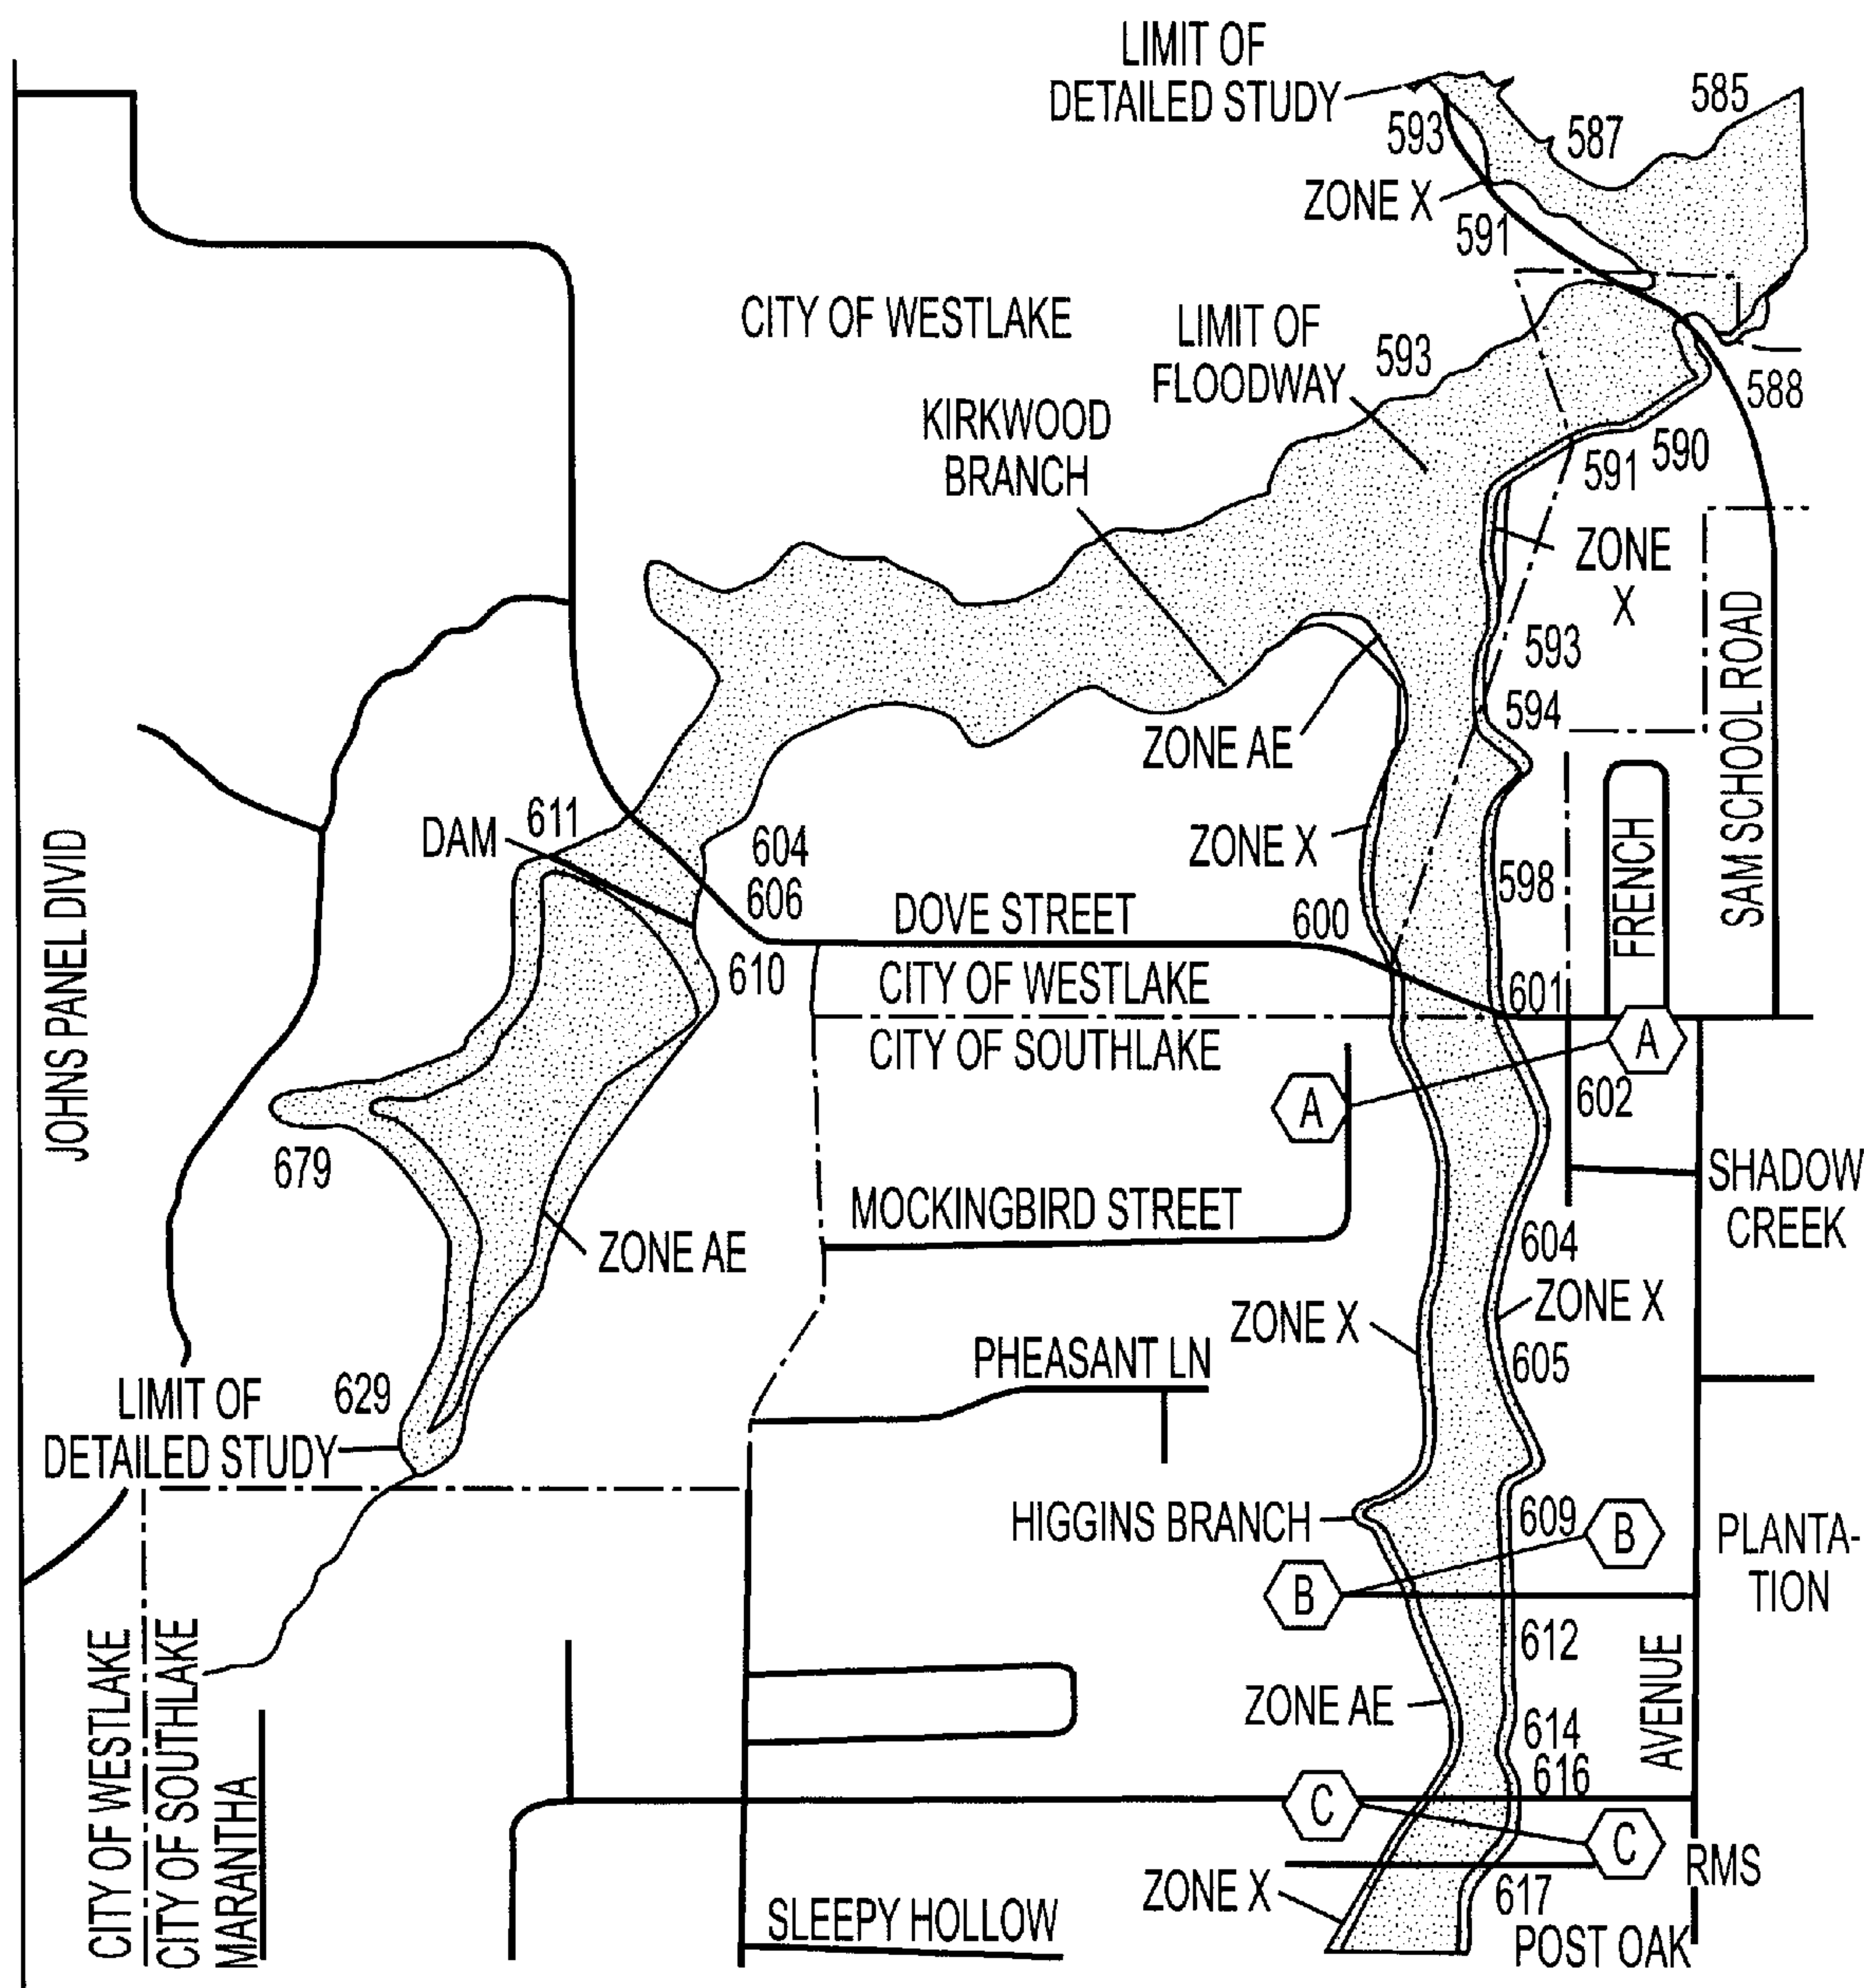 LIMIT OF
DETAILED STUDY
585
593
587
ZONE X
591
CITY OF WESTLAKE
LIMIT OF
FLOODWAY
593
588
KIRKWOOD
BRANCH
591
590
ZONE
X
593
594
SAM SCHOOL ROAD
ZONE AE
611
DAM
604
606
ZONE X
598
FRENCH
JOHNS PANEL DIVID
DOVE STREET
600
610
CITY OF WESTLAKE
601
CITY OF SOUTHLAKE
A
A
602
679
SHADOW
CREEK
MOCKINGBIRD STREET
604
ZONE AE
ZONE X
ZONE X
605
PHEASANT LN
629
LIMIT OF
DETAILED STUDY
HIGGINS BRANCH
609
B
PLANTA-
TION
B
612
AVENUE
CITY OF WESTLAKE
CITY OF SOUTHLAKE
MARANTHA
ZONE AE
614
616
C
C
RMS
ZONE X
617
SLEEPY HOLLOW
POST OAK